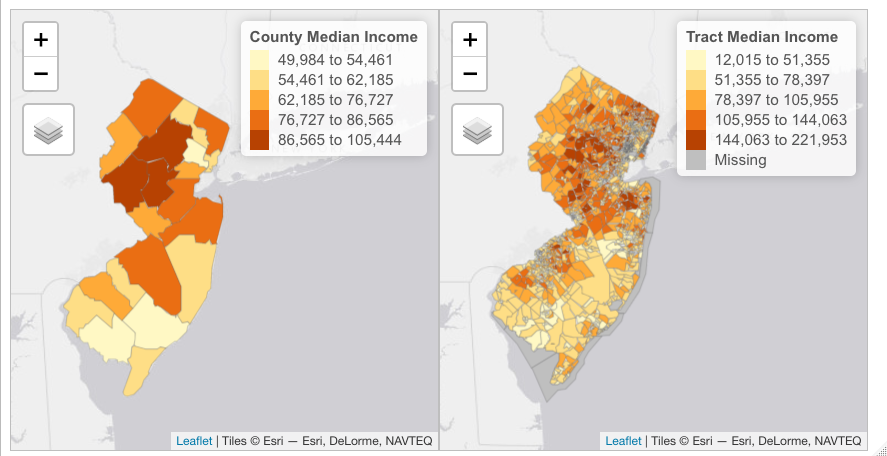 +
−
County Median Income
49,984 to 54,461
54,461 to 62,185
62,185 to 76,727
76,727 to 86,565
86,565 to 105,444
Leaflet | Tiles © Esri — Esri, DeLorme, NAVTEQ
+
−
Tract Median Income
12,015 to 51,355
51,355 to 78,397
78,397 to 105,955
105,955 to 144,063
144,063 to 221,953
Missing
Leaflet | Tiles © Esri — Esri, DeLorme, NAVTEQ